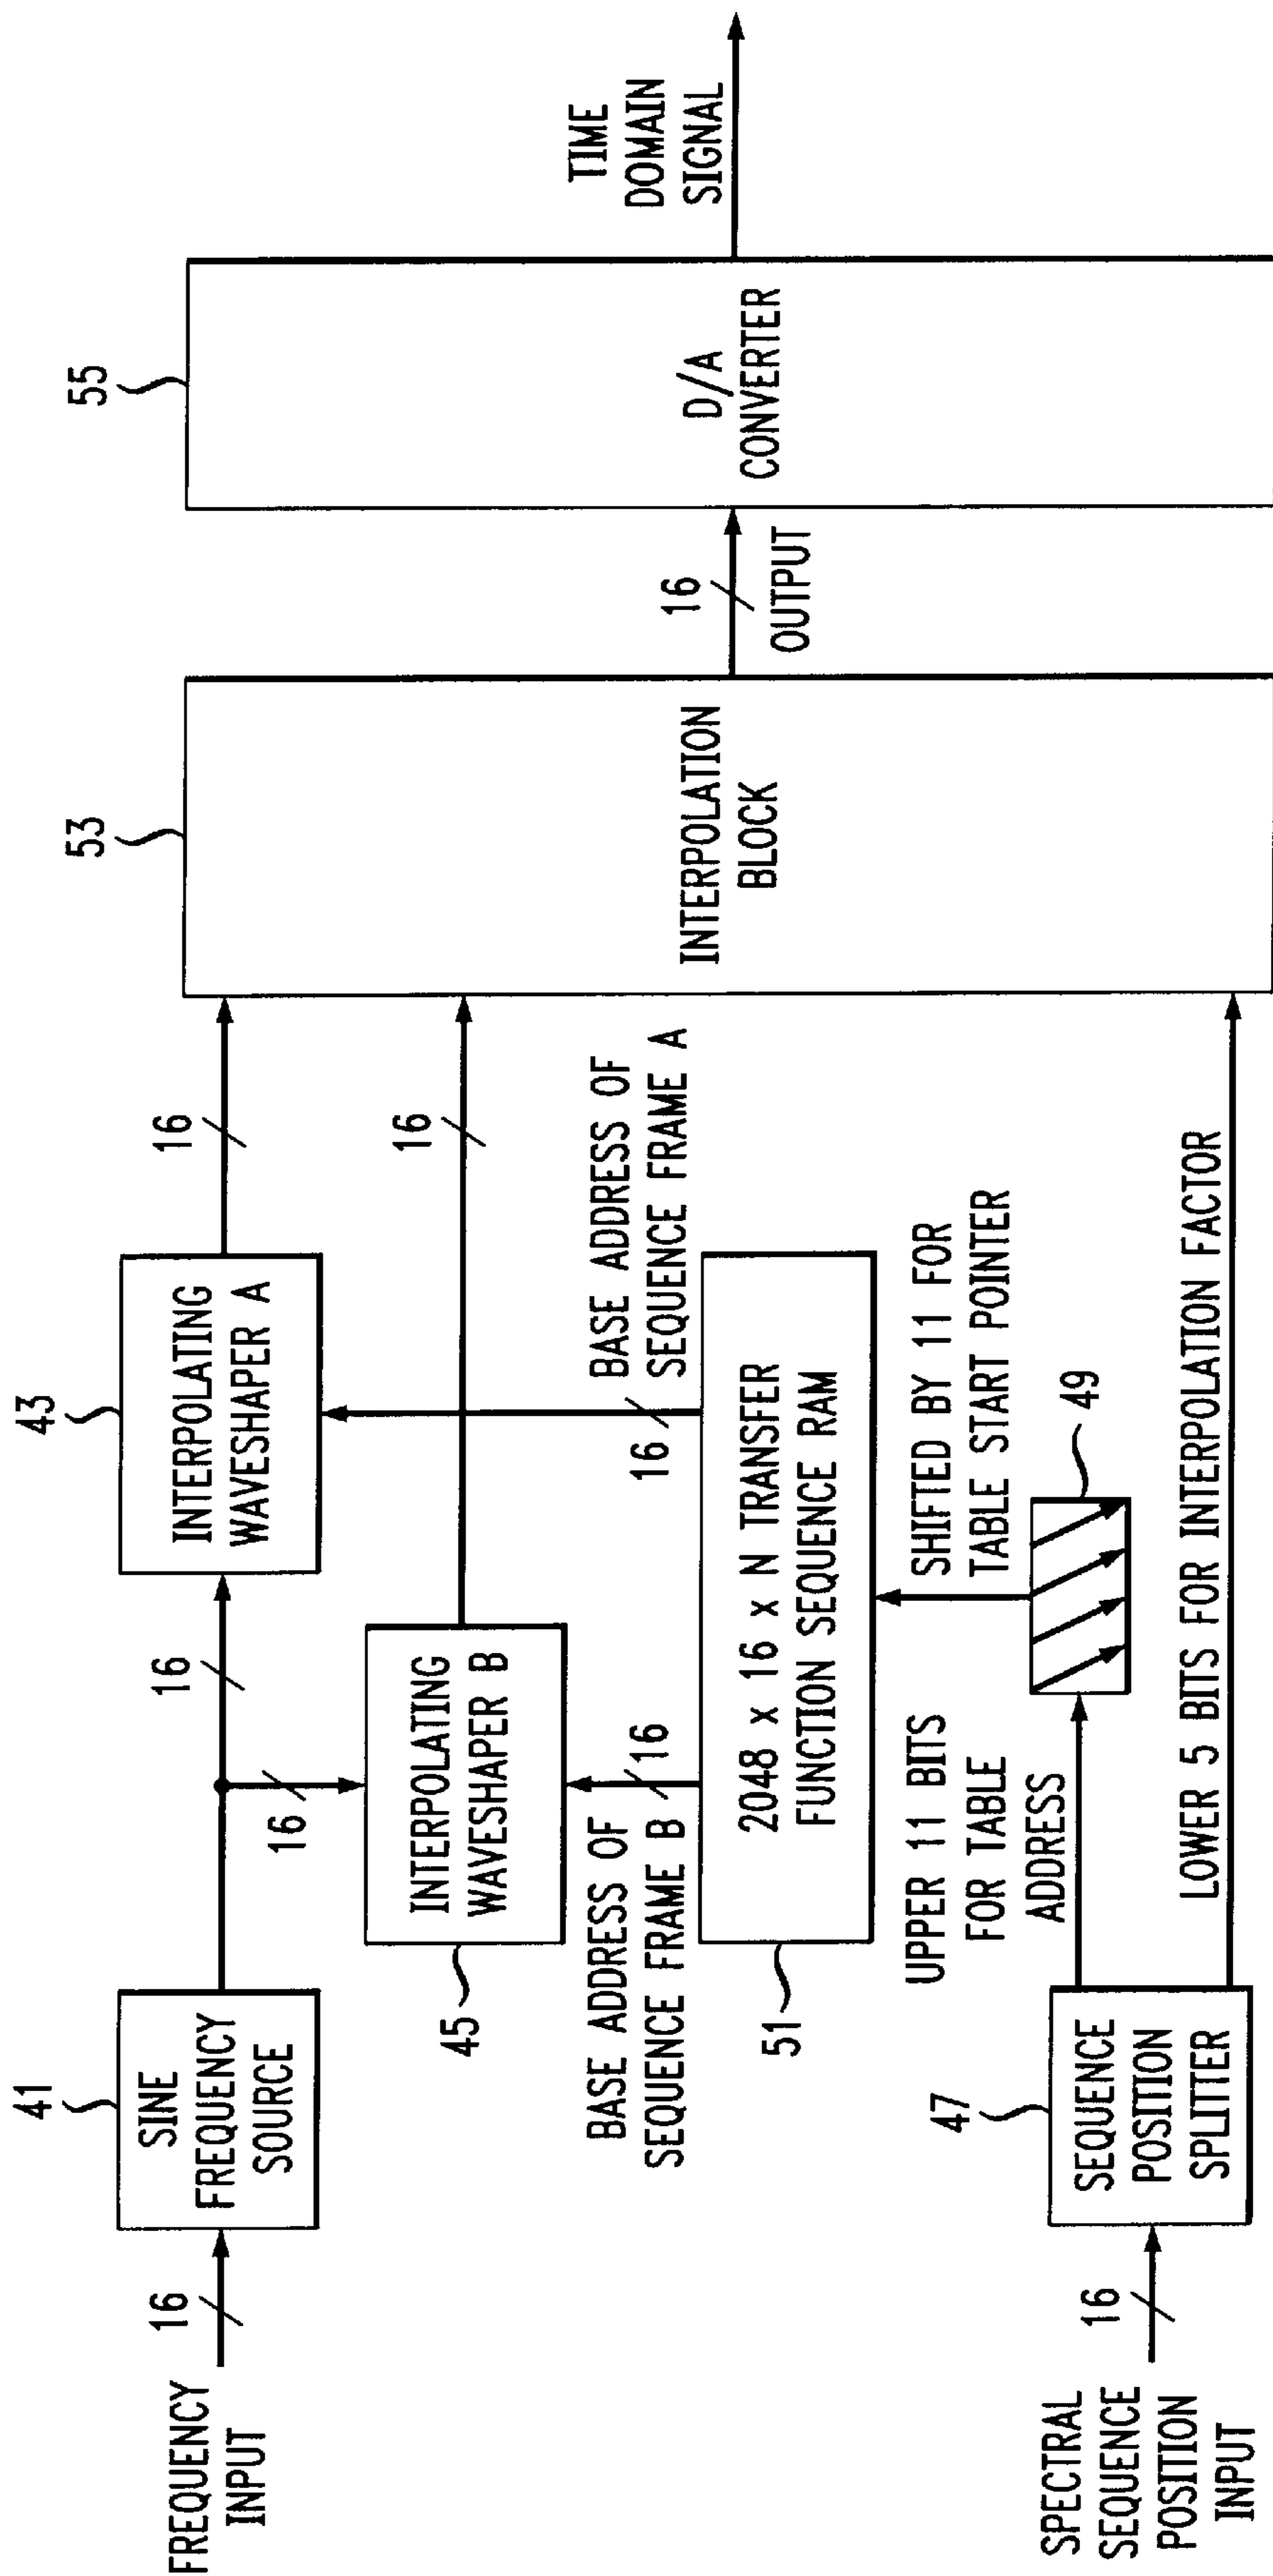 FREQUENCY
INPUT
16
41
SINE
FREQUENCY
SOURCE
16
16
43
INTERPOLATING
WAVESHAPER A
16
45
INTERPOLATING
WAVESHAPER B
16
BASE ADDRESS OF
SEQUENCE FRAME B
16
BASE ADDRESS OF
SEQUENCE FRAME A
16
51
2048 x 16 x N TRANSFER
FUNCTION SEQUENCE RAM
UPPER 11 BITS
FOR TABLE
ADDRESS
SHIFTED BY 11 FOR
TABLE START POINTER
49
SPECTRAL
SEQUENCE
POSITION
INPUT
16
47
SEQUENCE
POSITION
SPLITTER
LOWER 5 BITS FOR INTERPOLATION FACTOR
53
INTERPOLATION
BLOCK
16
OUTPUT
55
D/A
CONVERTER
TIME
DOMAIN
SIGNAL